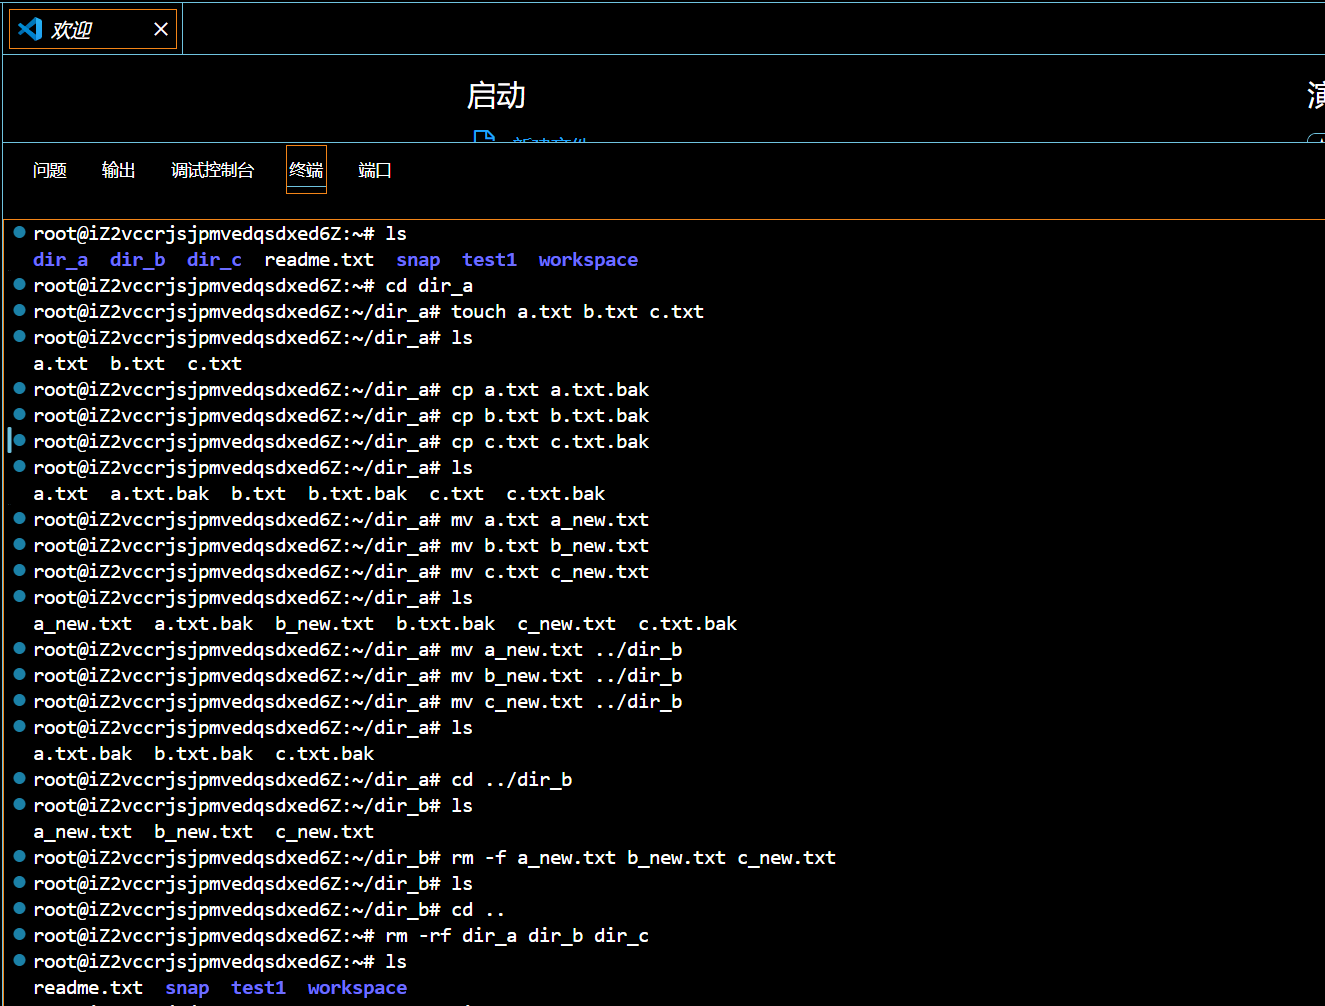 欢迎
启动
演
新建文件
问题 输出 调试控制台 终端 端口
root@iZ2vccrjsjpmvedqsdxed6Z:~# ls
dir_a dir_b dir_c readme.txt snap test1 workspace
root@iZ2vccrjsjpmvedqsdxed6Z:~# cd dir_a
root@iZ2vccrjsjpmvedqsdxed6Z:~/dir_a# touch a.txt b.txt c.txt
root@iZ2vccrjsjpmvedqsdxed6Z:~/dir_a# ls
a.txt b.txt c.txt
root@iZ2vccrjsjpmvedqsdxed6Z:~/dir_a# cp a.txt a.txt.bak
root@iZ2vccrjsjpmvedqsdxed6Z:~/dir_a# cp b.txt b.txt.bak
root@iZ2vccrjsjpmvedqsdxed6Z:~/dir_a# cp c.txt c.txt.bak
root@iZ2vccrjsjpmvedqsdxed6Z:~/dir_a# ls
a.txt a.txt.bak b.txt b.txt.bak c.txt c.txt.bak
root@iZ2vccrjsjpmvedqsdxed6Z:~/dir_a# mv a.txt a_new.txt
root@iZ2vccrjsjpmvedqsdxed6Z:~/dir_a# mv b.txt b_new.txt
root@iZ2vccrjsjpmvedqsdxed6Z:~/dir_a# mv c.txt c_new.txt
root@iZ2vccrjsjpmvedqsdxed6Z:~/dir_a# ls
a_new.txt a.txt.bak b_new.txt b.txt.bak c_new.txt c.txt.bak
root@iZ2vccrjsjpmvedqsdxed6Z:~/dir_a# mv a_new.txt ../dir_b
root@iZ2vccrjsjpmvedqsdxed6Z:~/dir_a# mv b_new.txt ../dir_b
root@iZ2vccrjsjpmvedqsdxed6Z:~/dir_a# mv c_new.txt ../dir_b
root@iZ2vccrjsjpmvedqsdxed6Z:~/dir_a# ls
a.txt.bak b.txt.bak c.txt.bak
root@iZ2vccrjsjpmvedqsdxed6Z:~/dir_a# cd ../dir_b
root@iZ2vccrjsjpmvedqsdxed6Z:~/dir_b# ls
a_new.txt b_new.txt c_new.txt
root@iZ2vccrjsjpmvedqsdxed6Z:~/dir_b# rm -f a_new.txt b_new.txt c_new.txt
root@iZ2vccrjsjpmvedqsdxed6Z:~/dir_b# ls
root@iZ2vccrjsjpmvedqsdxed6Z:~/dir_b# cd ..
root@iZ2vccrjsjpmvedqsdxed6Z:~# rm -rf dir_a dir_b dir_c
root@iZ2vccrjsjpmvedqsdxed6Z:~# ls
readme.txt snap test1 workspace